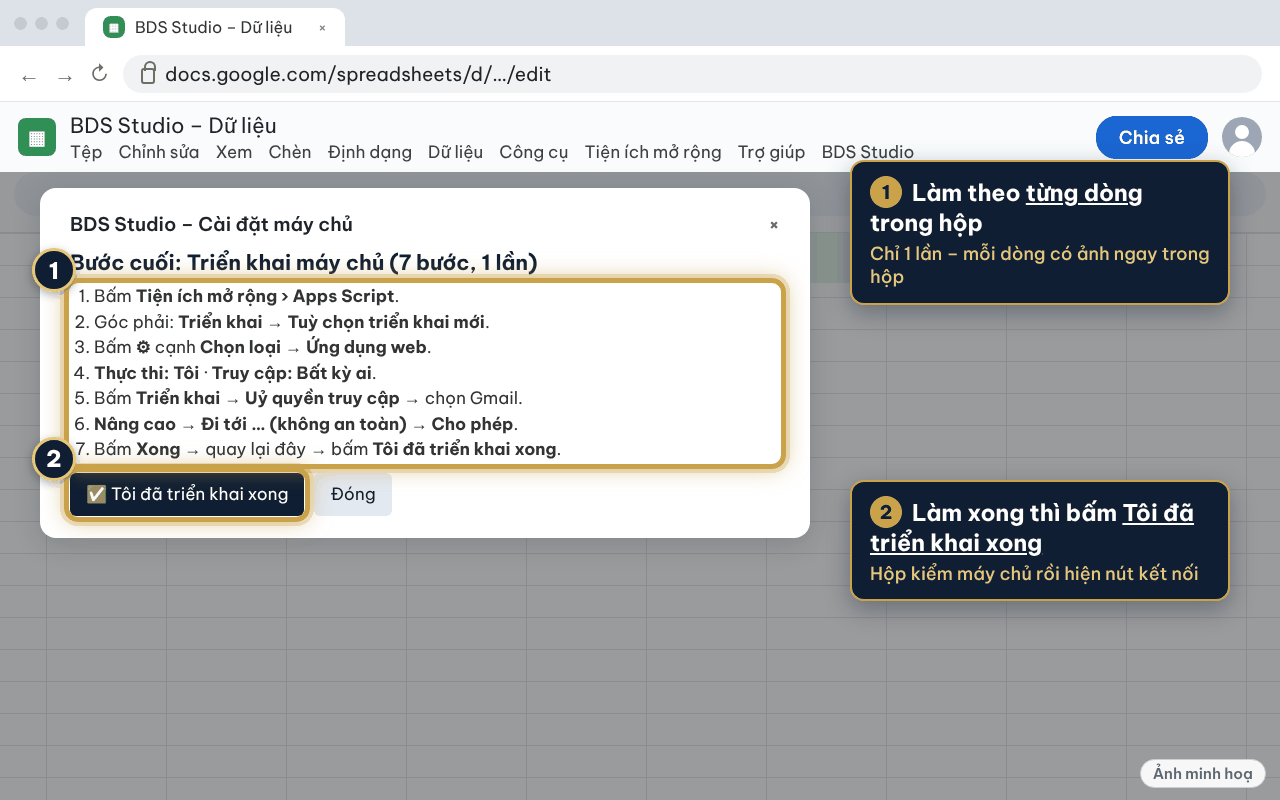 BDS Studio – Dữ liệu ×
← → docs.google.com/spreadsheets/d/.../edit
BDS Studio – Dữ liệu
Tệp Chỉnh sửa Xem Chèn Định dạng Dữ liệu Công cụ Tiện ích mở rộng Trợ giúp BDS Studio
Chia sẻ
BDS Studio – Cài đặt máy chủ ×
1
Bước cuối: Triển khai máy chủ (7 bước, 1 lần)
1. Bấm Tiện ích mở rộng › Apps Script.
2. Góc phải: Triển khai → Tuỳ chọn triển khai mới.
3. Bấm ⚙ cạnh Chọn loại → Ứng dụng web.
4. Thực thi: Tôi · Truy cập: Bất kỳ ai.
5. Bấm Triển khai → Uỷ quyền truy cập → chọn Gmail.
6. Nâng cao → Đi tới ... (không an toàn) → Cho phép.
7. Bấm Xong → quay lại đây → bấm Tôi đã triển khai xong.
2
✅ Tôi đã triển khai xong Đóng
1 Làm theo từng dòng
trong hộp
Chỉ 1 lần – mỗi dòng có ảnh ngay trong
hộp
2 Làm xong thì bấm Tôi đã
triển khai xong
Hộp kiểm máy chủ rồi hiện nút kết nối
Ảnh minh hoạ